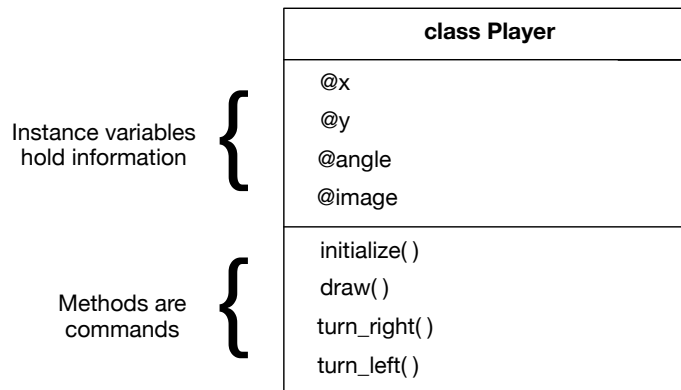 class Player
Instance variables
hold information
@x
@y
@angle
@image
Methods are
commands
initialize( )
draw( )
turn_right( )
turn_left( )